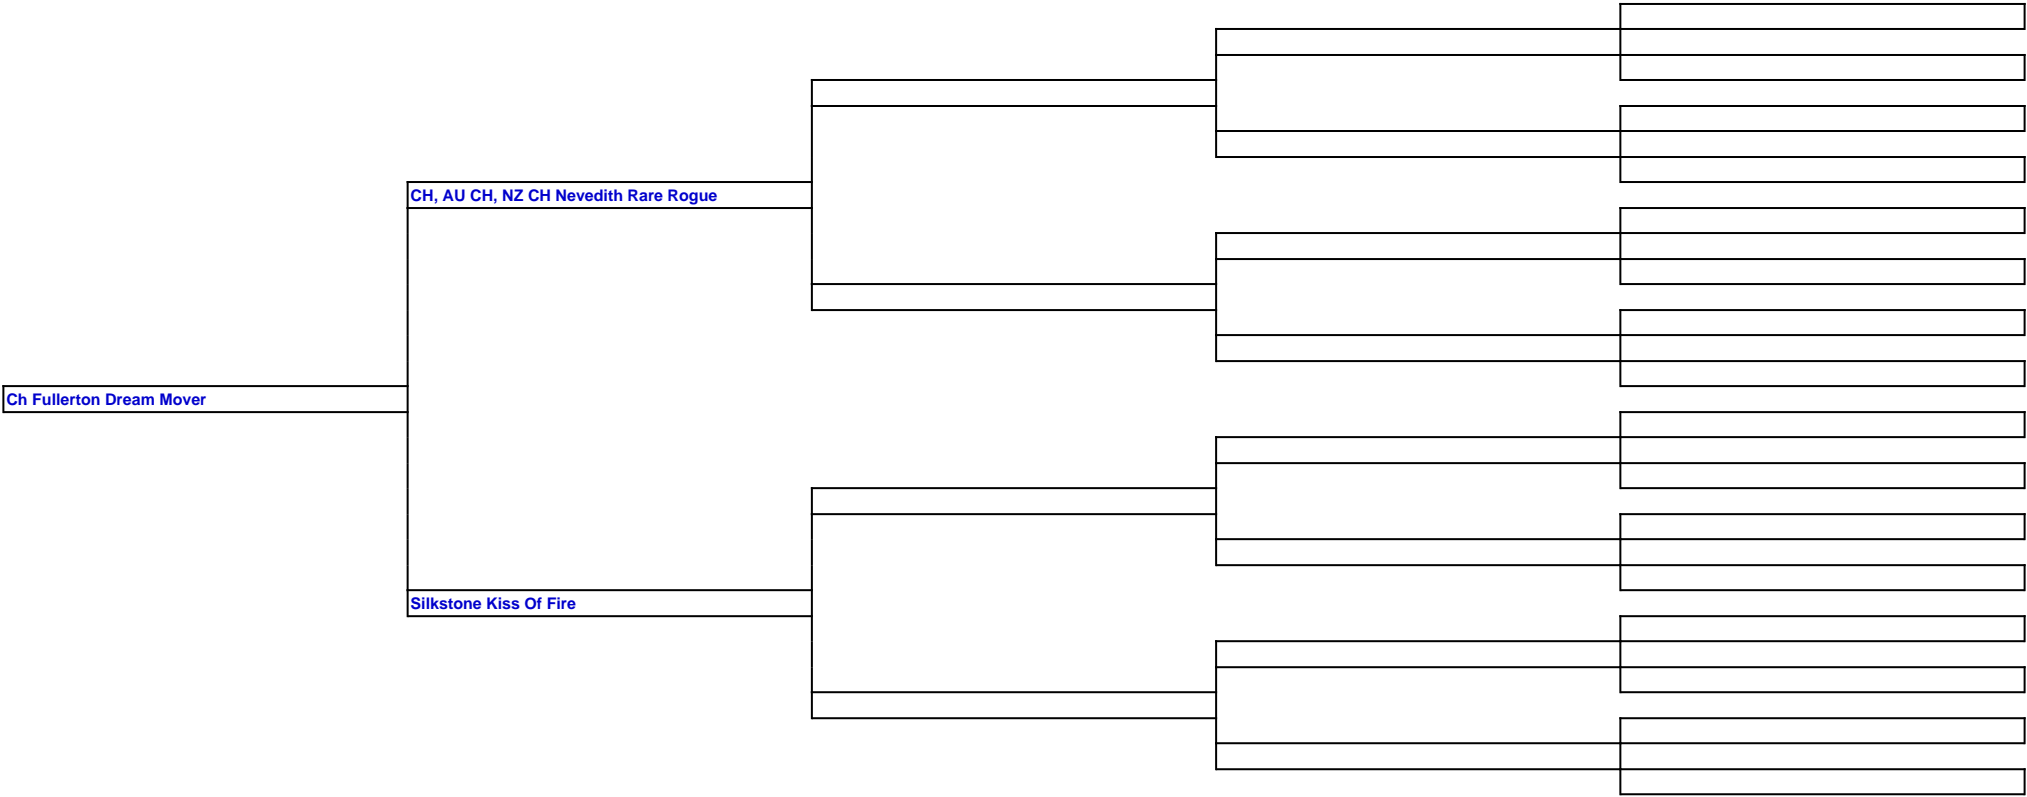 CH, AU CH, NZ CH Nevedith Rare Rogue
Ch Fullerton Dream Mover
Silkstone Kiss Of Fire